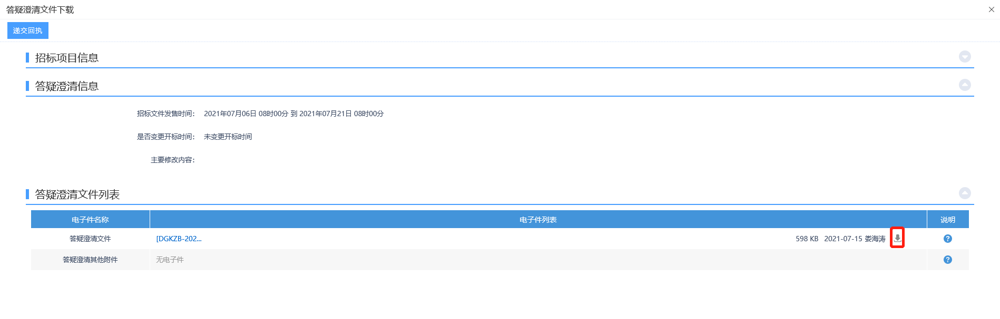 答疑澄清文件下载
递交回执
招标项目信息
答疑澄清信息
招标文件发售时间： 2021年07月06日 08时00分 到 2021年07月21日 08时00分
是否变更开标时间： 未变更开标时间
主要修改内容：
答疑澄清文件列表
电子件名称 电子件列表 说明
答疑澄清文件 [DGKZB-202... 598 KB 2021-07-15 娄海涛 ?
答疑澄清其他附件 无电子件 ?